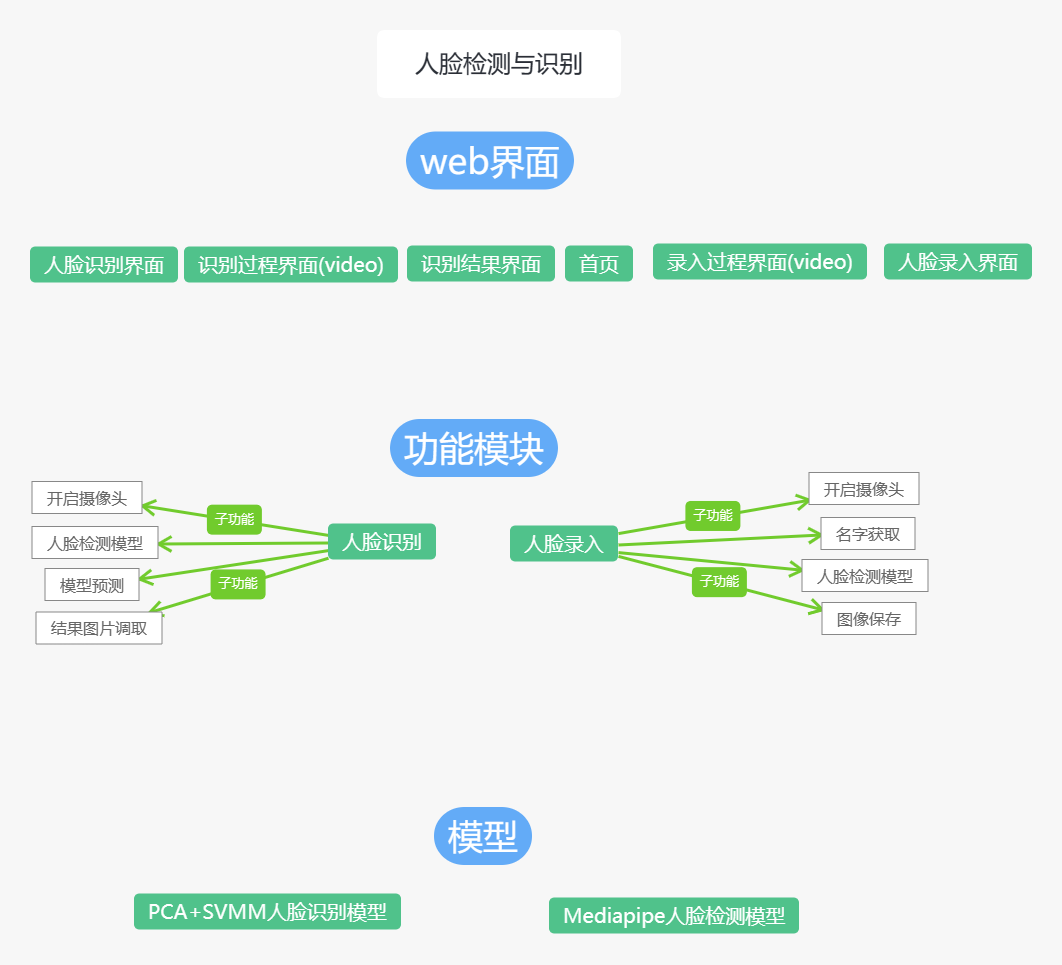 人脸检测与识别
web界面
人脸识别界面
识别过程界面(video)
识别结果界面
首页
录入过程界面(video)
人脸录入界面
功能模块
开启摄像头
人脸检测模型
模型预测
结果图片调取
子功能
子功能
人脸识别
人脸录入
子功能
子功能
开启摄像头
名字获取
人脸检测模型
图像保存
模型
PCA+SVMM人脸识别模型
Mediapipe人脸检测模型